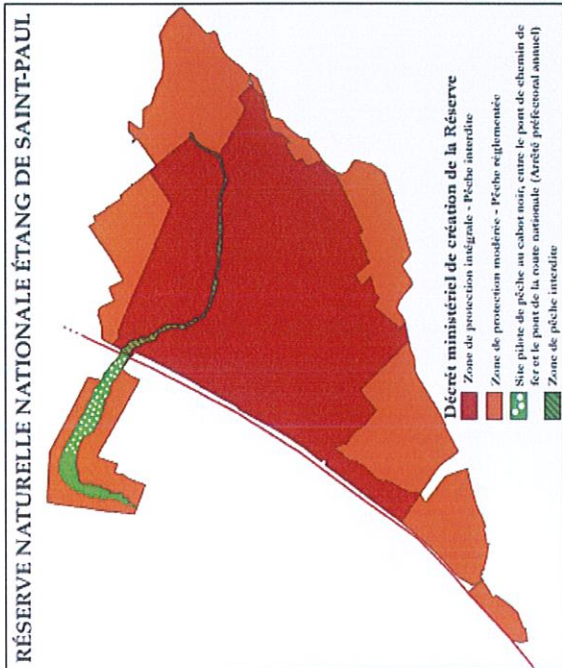 RÉSERVE NATURELLE NATIONALE ÉTANG DE SAINT-PAUL
Décrét ministériel de création de la Réserve
Zone de protection intégrale - Pêche interdite
Zone de protection modérée - Pêche réglementée
Site pilote de pêche au cabot noir, entre le pont de chemin de
fer et le pont de la route nationale (Arrêté préfectoral annuel)
Zone de pêche interdite